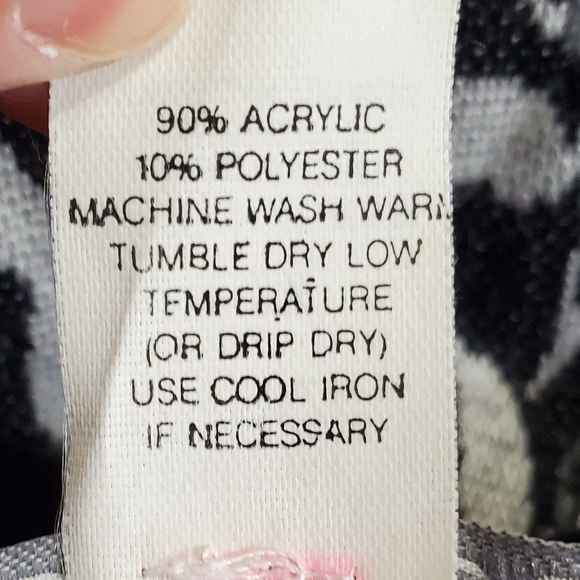 90% ACRYLIC
10% POLYESTER
MACHINE WASH WARM
TUMBLE DRY LOW
TEMPERATURE
(OR DRIP DRY)
USE COOL IRON
IF NECESSARY